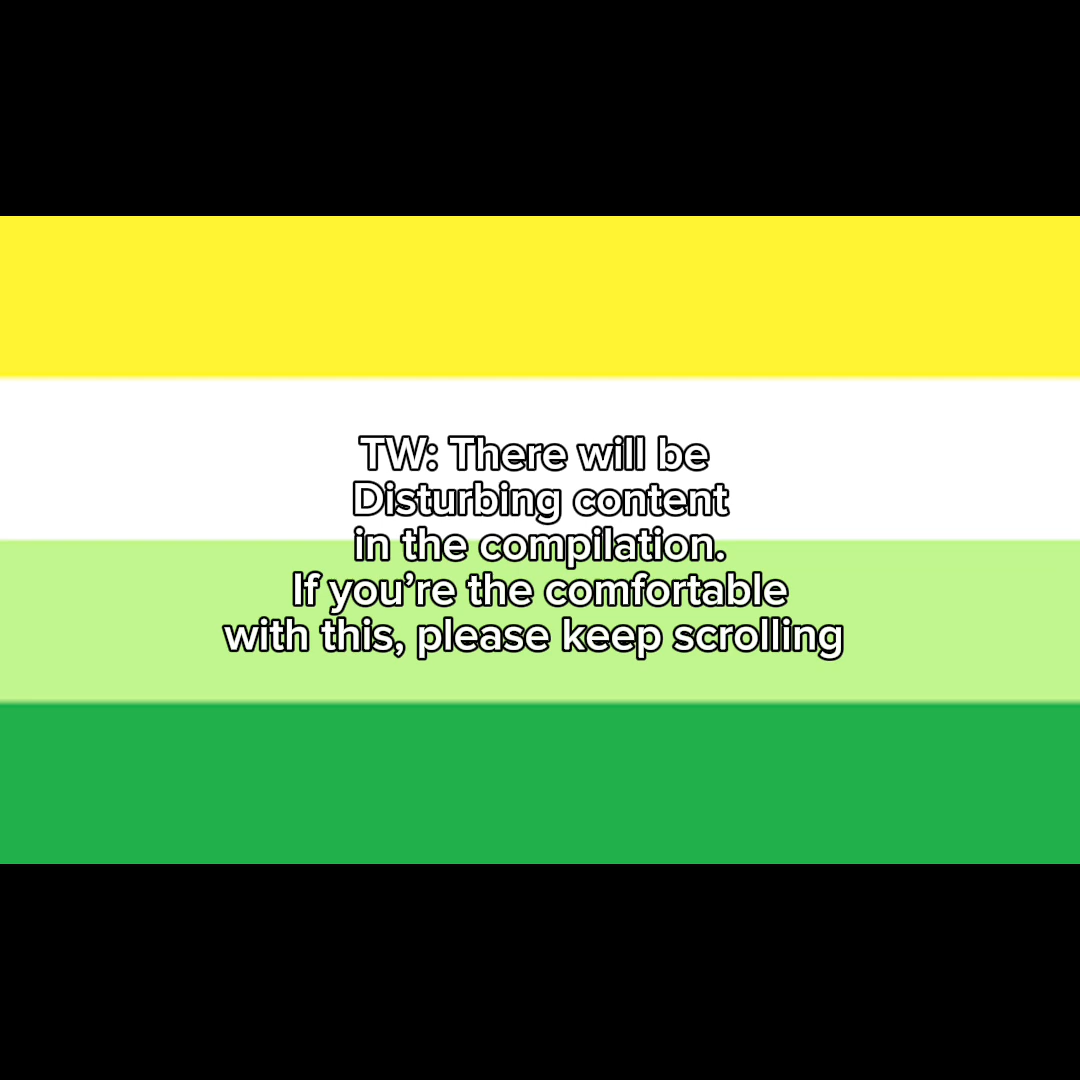 TW: There will be
Disturbing content
in the compilation.
If you’re the comfortable
with this, please keep scrolling